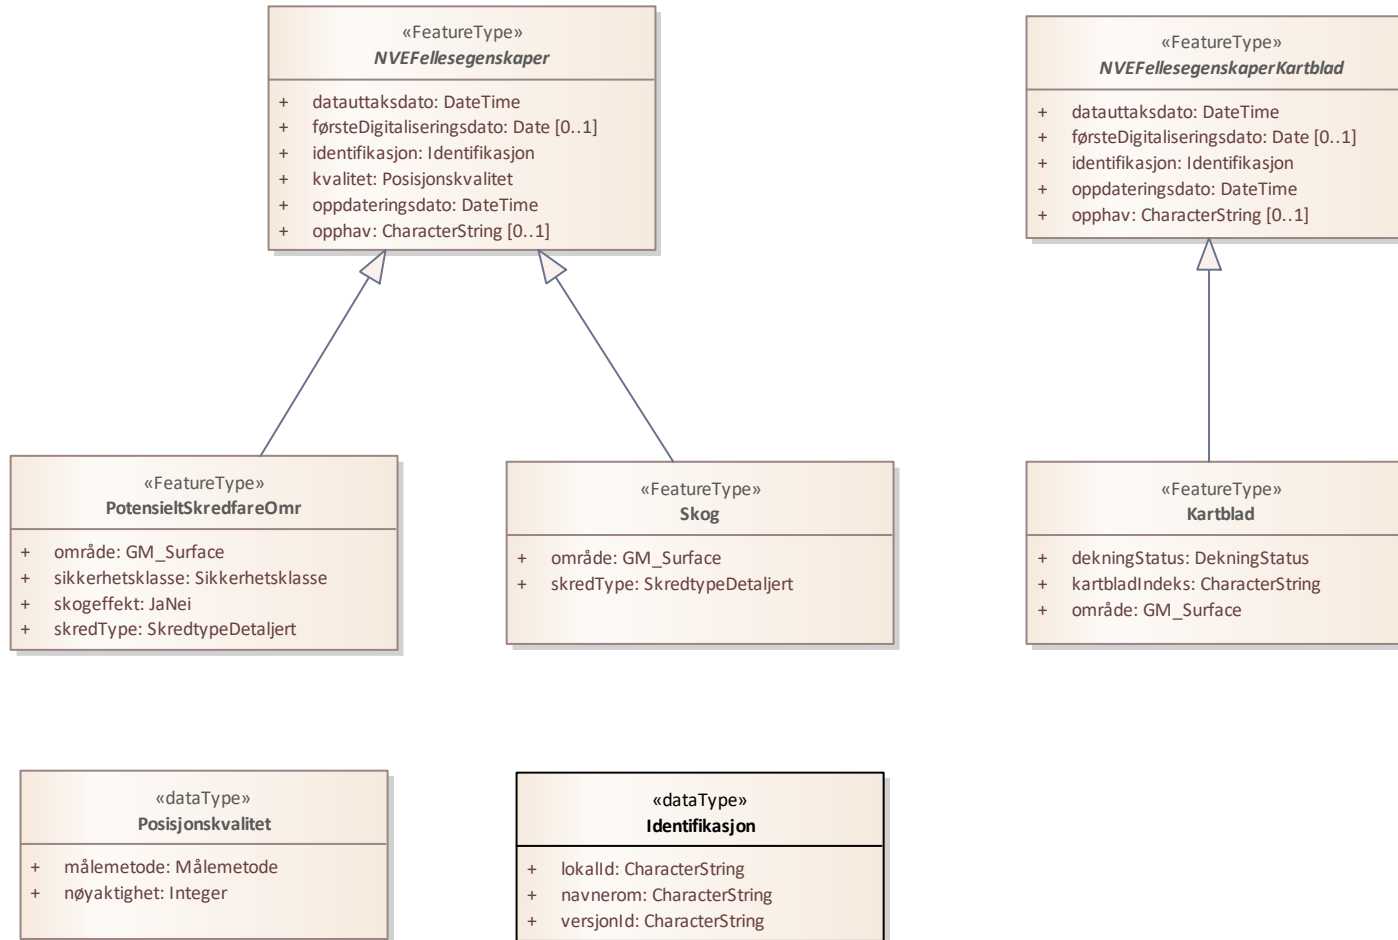 «FeatureType»
NVEFellesegenskaper
+ datauttaksdato: DateTime
+ førsteDigitaliseringsdato: Date [0..1]
+ identifikasjon: Identifikasjon
+ kvalitet: Posisjonskvalitet
+ oppdateringsdato: DateTime
+ opphav: CharacterString [0..1]
«FeatureType»
NVEFellesegenskaperKartblad
+ datauttaksdato: DateTime
+ førsteDigitaliseringsdato: Date [0..1]
+ identifikasjon: Identifikasjon
+ oppdateringsdato: DateTime
+ opphav: CharacterString [0..1]
«FeatureType»
PotensieltSkredfareOmr
+ område: GM_Surface
+ sikkerhetsklasse: Sikkerhetsklasse
+ skogeffekt: JaNei
+ skredType: SkredtypeDetaljert
«FeatureType»
Skog
+ område: GM_Surface
+ skredType: SkredtypeDetaljert
«FeatureType»
Kartblad
+ dekningStatus: DekningStatus
+ kartbladIndeks: CharacterString
+ område: GM_Surface
«dataType»
Posisjonskvalitet
+ målemetode: Målemetode
+ nøyaktighet: Integer
«dataType»
Identifikasjon
+ lokalId: CharacterString
+ navnerom: CharacterString
+ versjonId: CharacterString